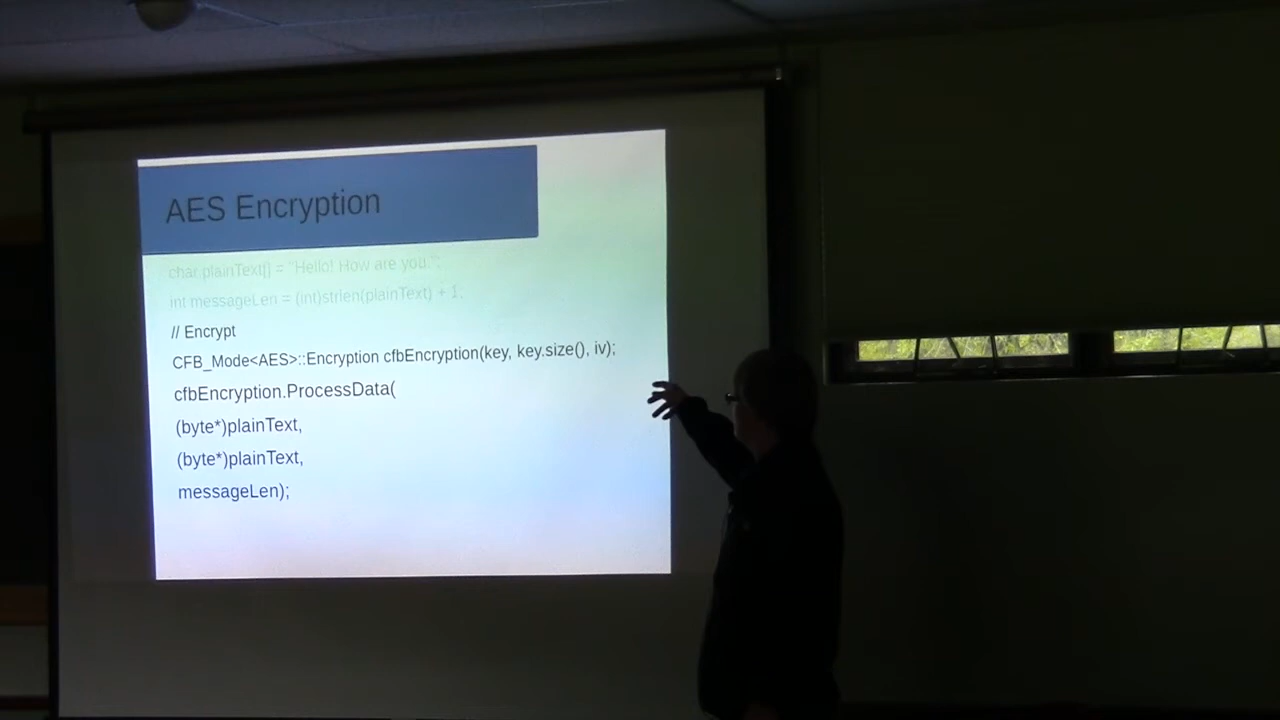 AES Encryption
char plainText[] = "Hello! How are you.";
int messageLen = (int)strlen(plainText) + 1;
// Encrypt
CFB_Mode<AES>::Encryption cfbEncryption(key, key.size(), iv);
cfbEncryption.ProcessData(
(byte*)plainText,
(byte*)plainText,
messageLen);